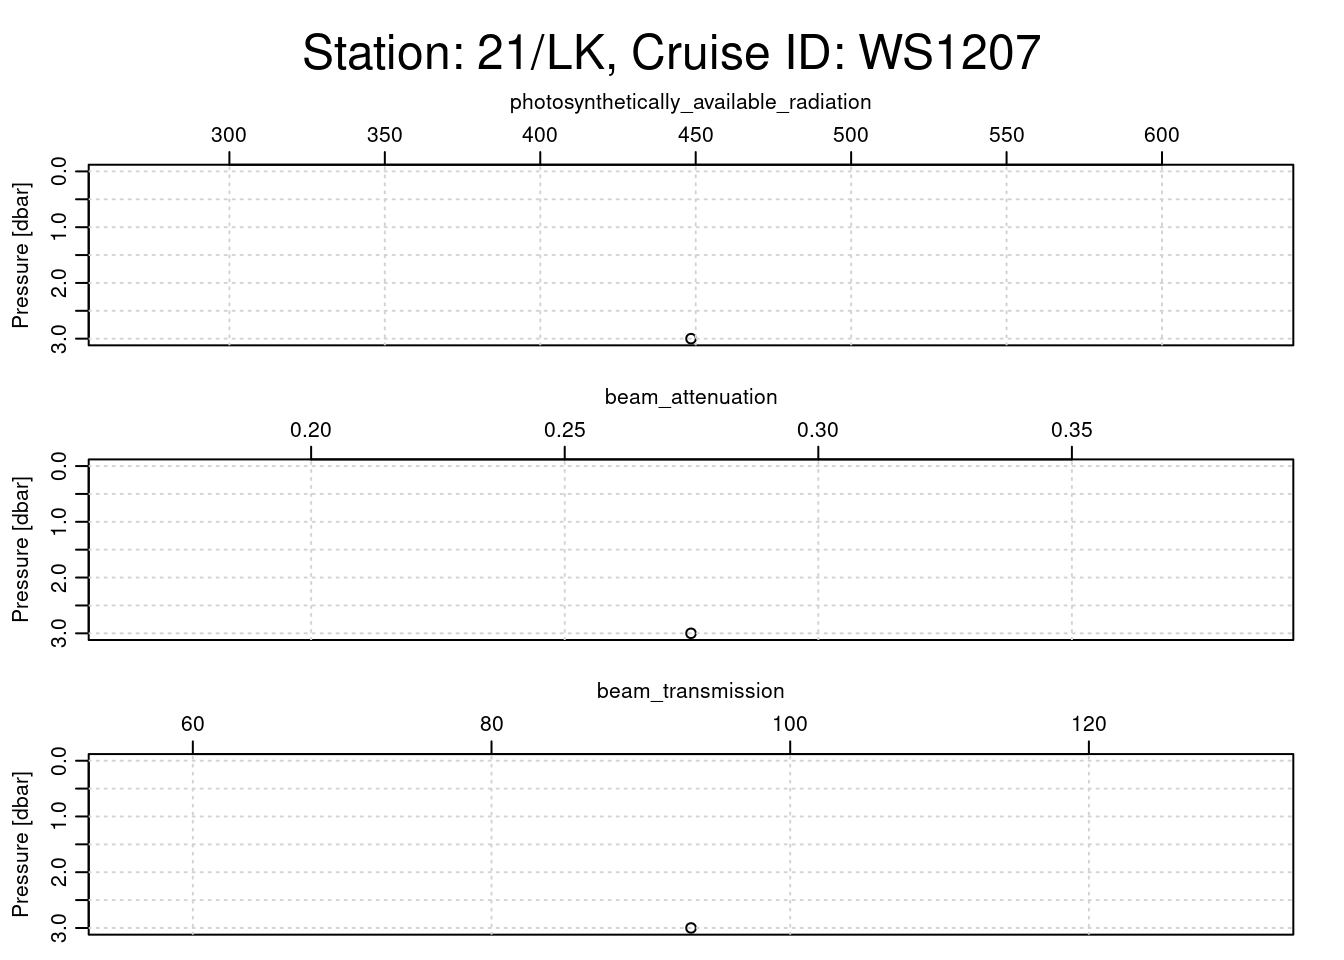 Station: 21/LK, Cruise ID: WS1207
photosynthetically_available_radiation
300 350 400 450 500 550 600
Pressure [dbar]
0.0
1.0
2.0
3.0
beam_attenuation
0.20 0.25 0.30 0.35
Pressure [dbar]
0.0
1.0
2.0
3.0
beam_transmission
60 80 100 120
Pressure [dbar]
0.0
1.0
2.0
3.0